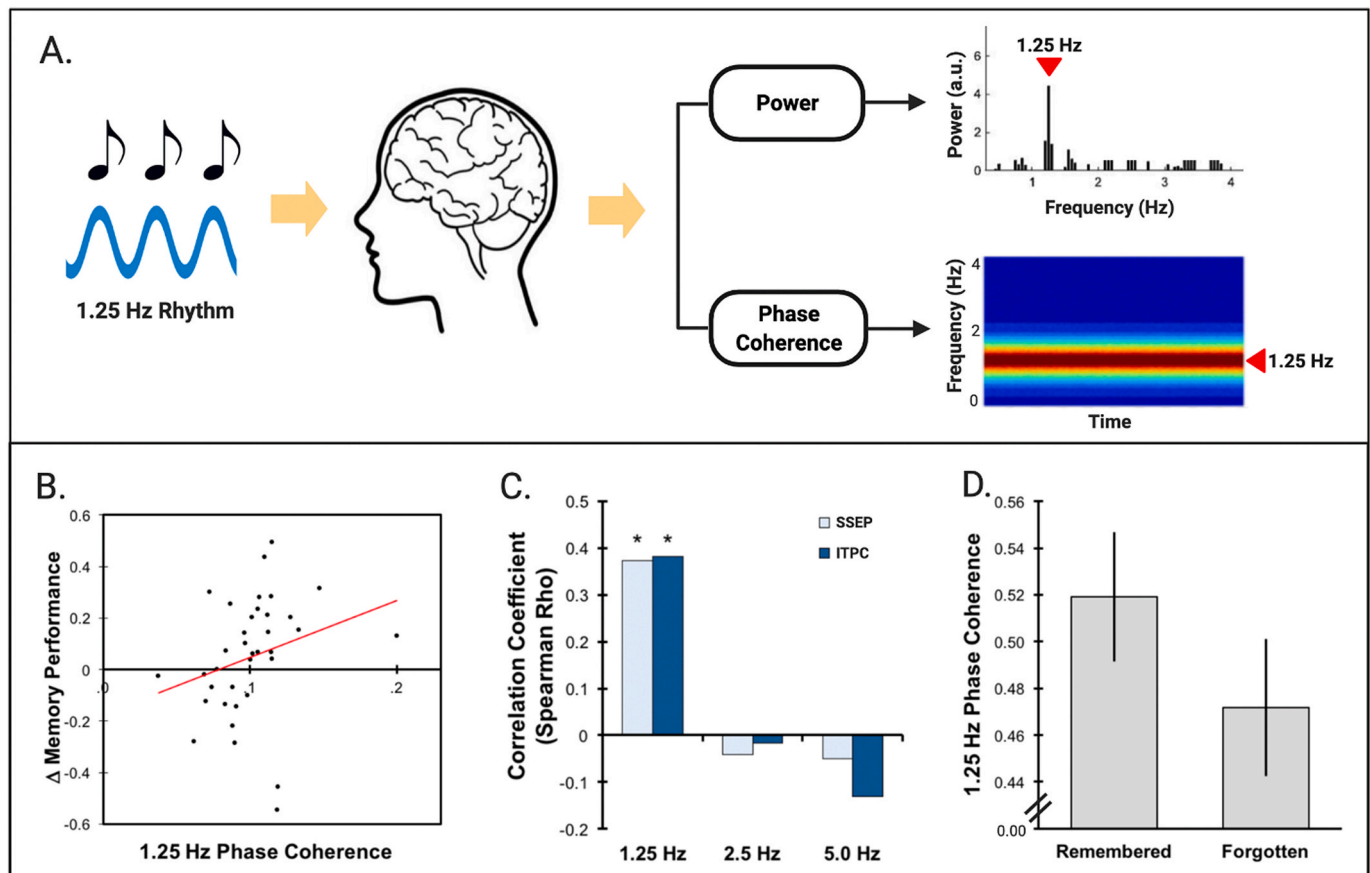 A.
1.25 Hz Rhythm
Power
Phase
Coherence
1.25 Hz
Power (a.u.)
6
4
2
0
1
2
3
4
Frequency (Hz)
Frequency (Hz)
4
2
0
1.25 Hz
Time
B.
Δ Memory Performance
0.6
0.4
0.2
0
-0.2
-0.4
-0.6
.0
.1
.2
1.25 Hz Phase Coherence
C.
Correlation Coefficient
(Spearman Rho)
0.5
0.4
0.3
0.2
0.1
0
-0.1
-0.2
* *
SSEP
ITPC
1.25 Hz
2.5 Hz
5.0 Hz
D.
1.25 Hz Phase Coherence
0.56
0.54
0.52
0.50
0.48
0.46
0.44
0.00
Remembered
Forgotten